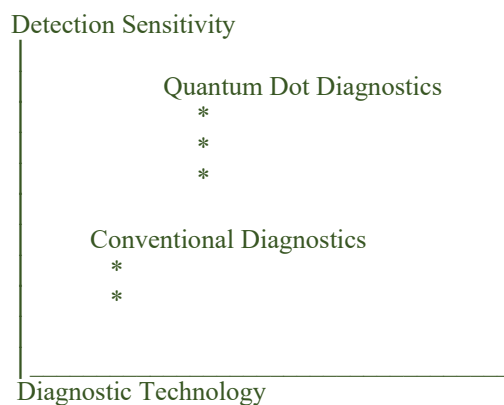 Detection Sensitivity
Quantum Dot Diagnostics
*
*
*
Conventional Diagnostics
*
*
Diagnostic Technology